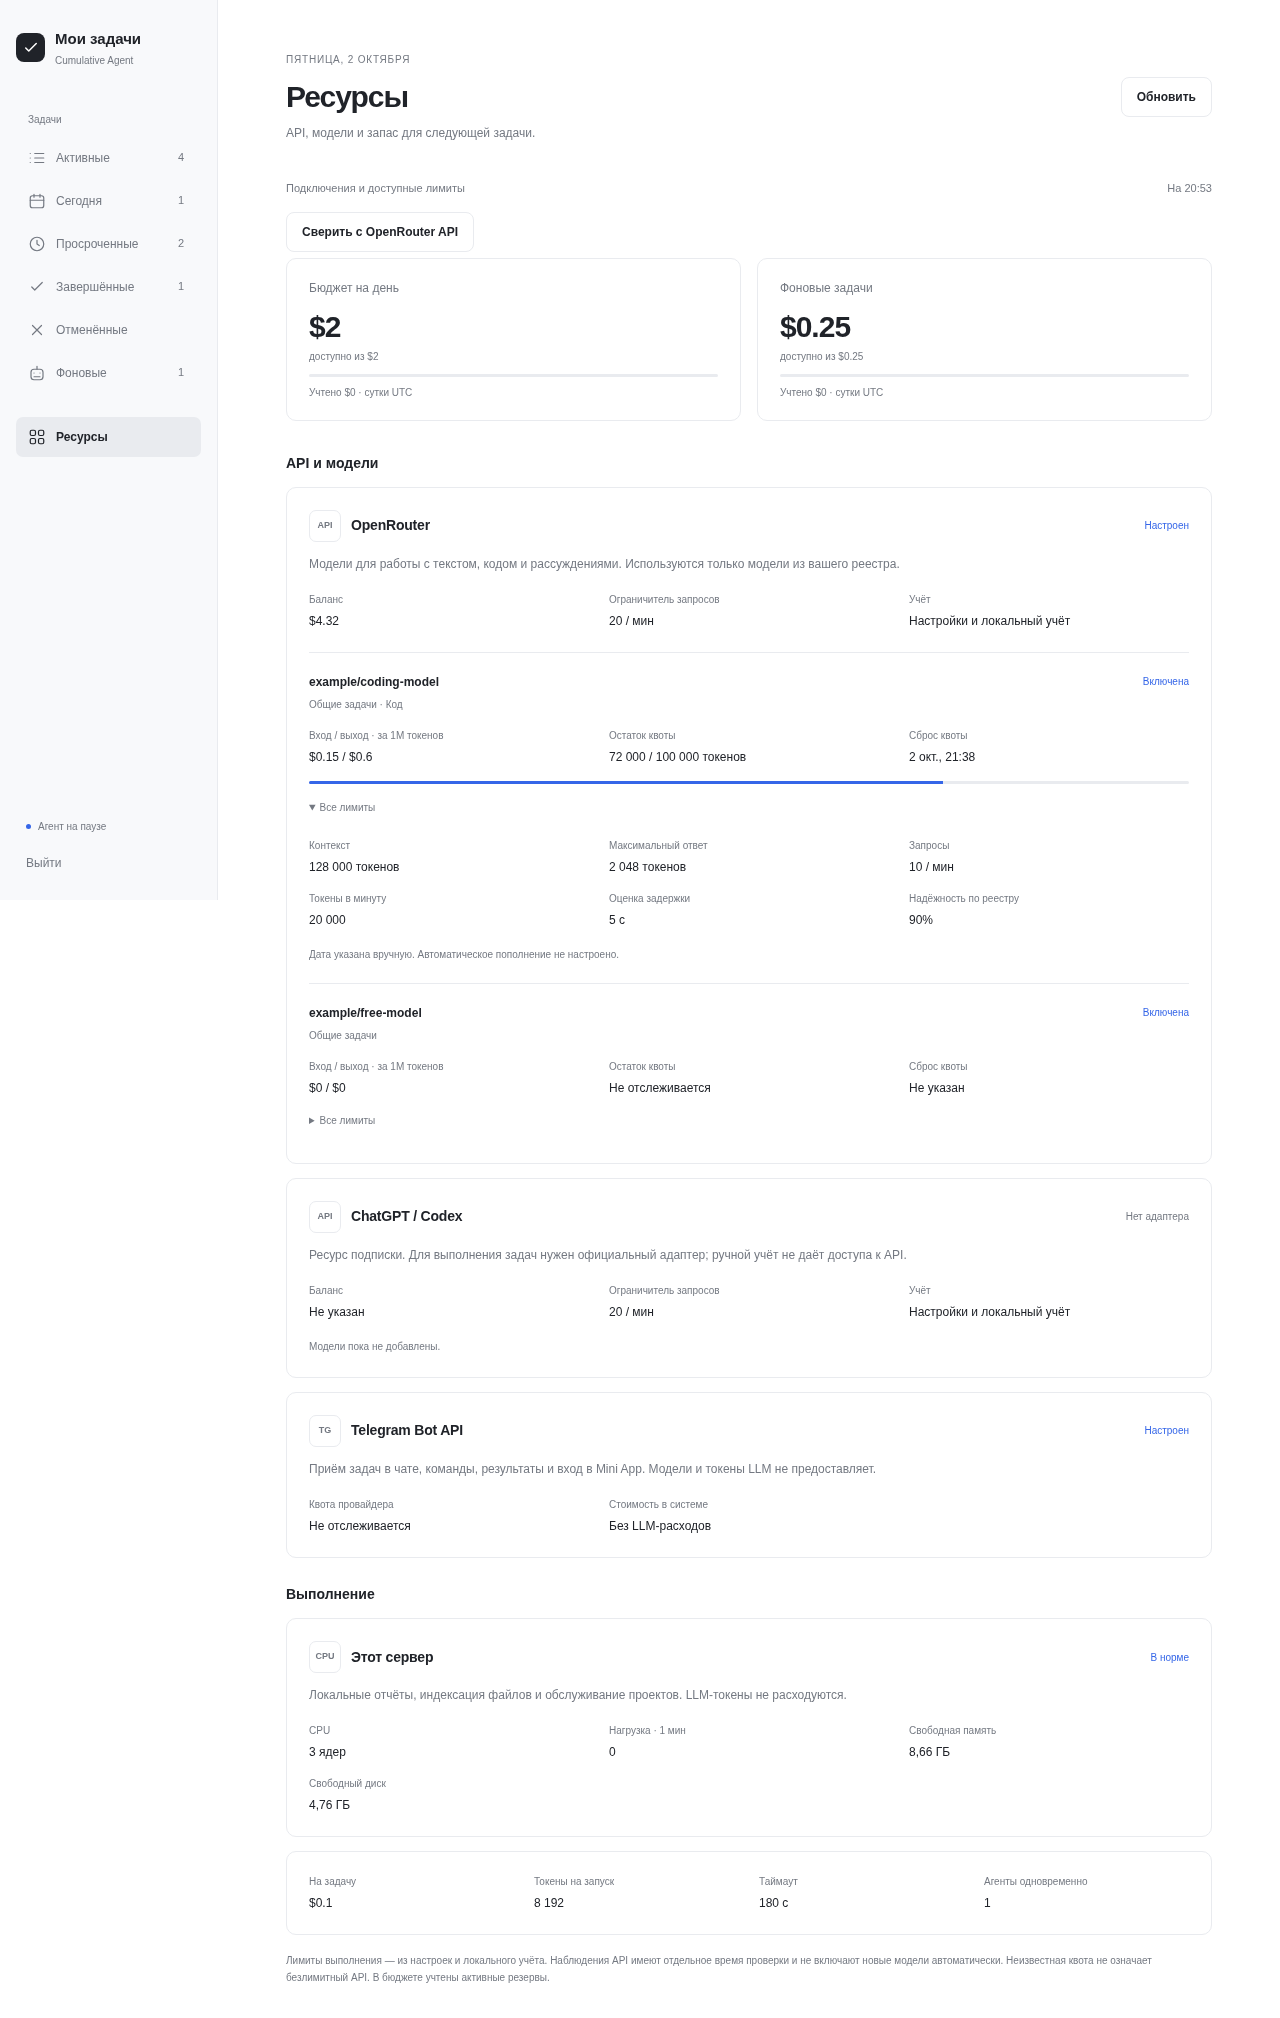 Мои задачи
Cumulative Agent
Задачи
Активные 4
Сегодня 1
Просроченные 2
Завершённые 1
Отменённые
Фоновые 1
Ресурсы
Агент на паузе
Выйти
ПЯТНИЦА, 2 ОКТЯБРЯ
Ресурсы
Обновить
API, модели и запас для следующей задачи.
Подключения и доступные лимиты
На 20:53
Сверить с OpenRouter API
Бюджет на день
$2
доступно из $2
Учтено $0 · сутки UTC
Фоновые задачи
$0.25
доступно из $0.25
Учтено $0 · сутки UTC
API и модели
API OpenRouter Настроен
Модели для работы с текстом, кодом и рассуждениями. Используются только модели из вашего реестра.
Баланс Ограничитель запросов Учёт
$4.32 20 / мин Настройки и локальный учёт
example/coding-model Включена
Общие задачи · Код
Вход / выход · за 1M токенов Остаток квоты Сброс квоты
$0.15 / $0.6 72 000 / 100 000 токенов 2 окт., 21:38
▼ Все лимиты
Контекст Максимальный ответ Запросы
128 000 токенов 2 048 токенов 10 / мин
Токены в минуту Оценка задержки Надёжность по реестру
20 000 5 с 90%
Дата указана вручную. Автоматическое пополнение не настроено.
example/free-model Включена
Общие задачи
Вход / выход · за 1M токенов Остаток квоты Сброс квоты
$0 / $0 Не отслеживается Не указан
▶ Все лимиты
API ChatGPT / Codex Нет адаптера
Ресурс подписки. Для выполнения задач нужен официальный адаптер; ручной учёт не даёт доступа к API.
Баланс Ограничитель запросов Учёт
Не указан 20 / мин Настройки и локальный учёт
Модели пока не добавлены.
TG Telegram Bot API Настроен
Приём задач в чате, команды, результаты и вход в Mini App. Модели и токены LLM не предоставляет.
Квота провайдера Стоимость в системе
Не отслеживается Без LLM-расходов
Выполнение
CPU Этот сервер В норме
Локальные отчёты, индексация файлов и обслуживание проектов. LLM-токены не расходуются.
CPU Нагрузка · 1 мин Свободная память
3 ядер 0 8,66 ГБ
Свободный диск
4,76 ГБ
На задачу Токены на запуск Таймаут Агенты одновременно
$0.1 8 192 180 с 1
Лимиты выполнения — из настроек и локального учёта. Наблюдения API имеют отдельное время проверки и не включают новые модели автоматически. Неизвестная квота не означает
безлимитный API. В бюджете учтены активные резервы.